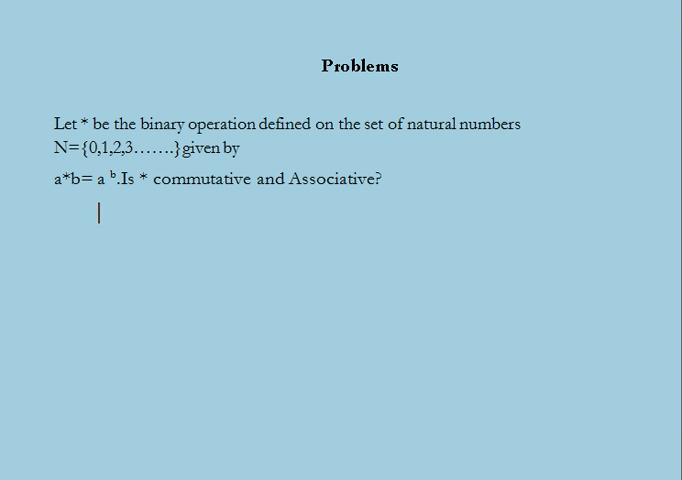 Problems
Let * be the binary operation defined on the set of natural numbers
N={0,1,2,3.......}given by
a*b= a ᵇ.Is * commutative and Associative?